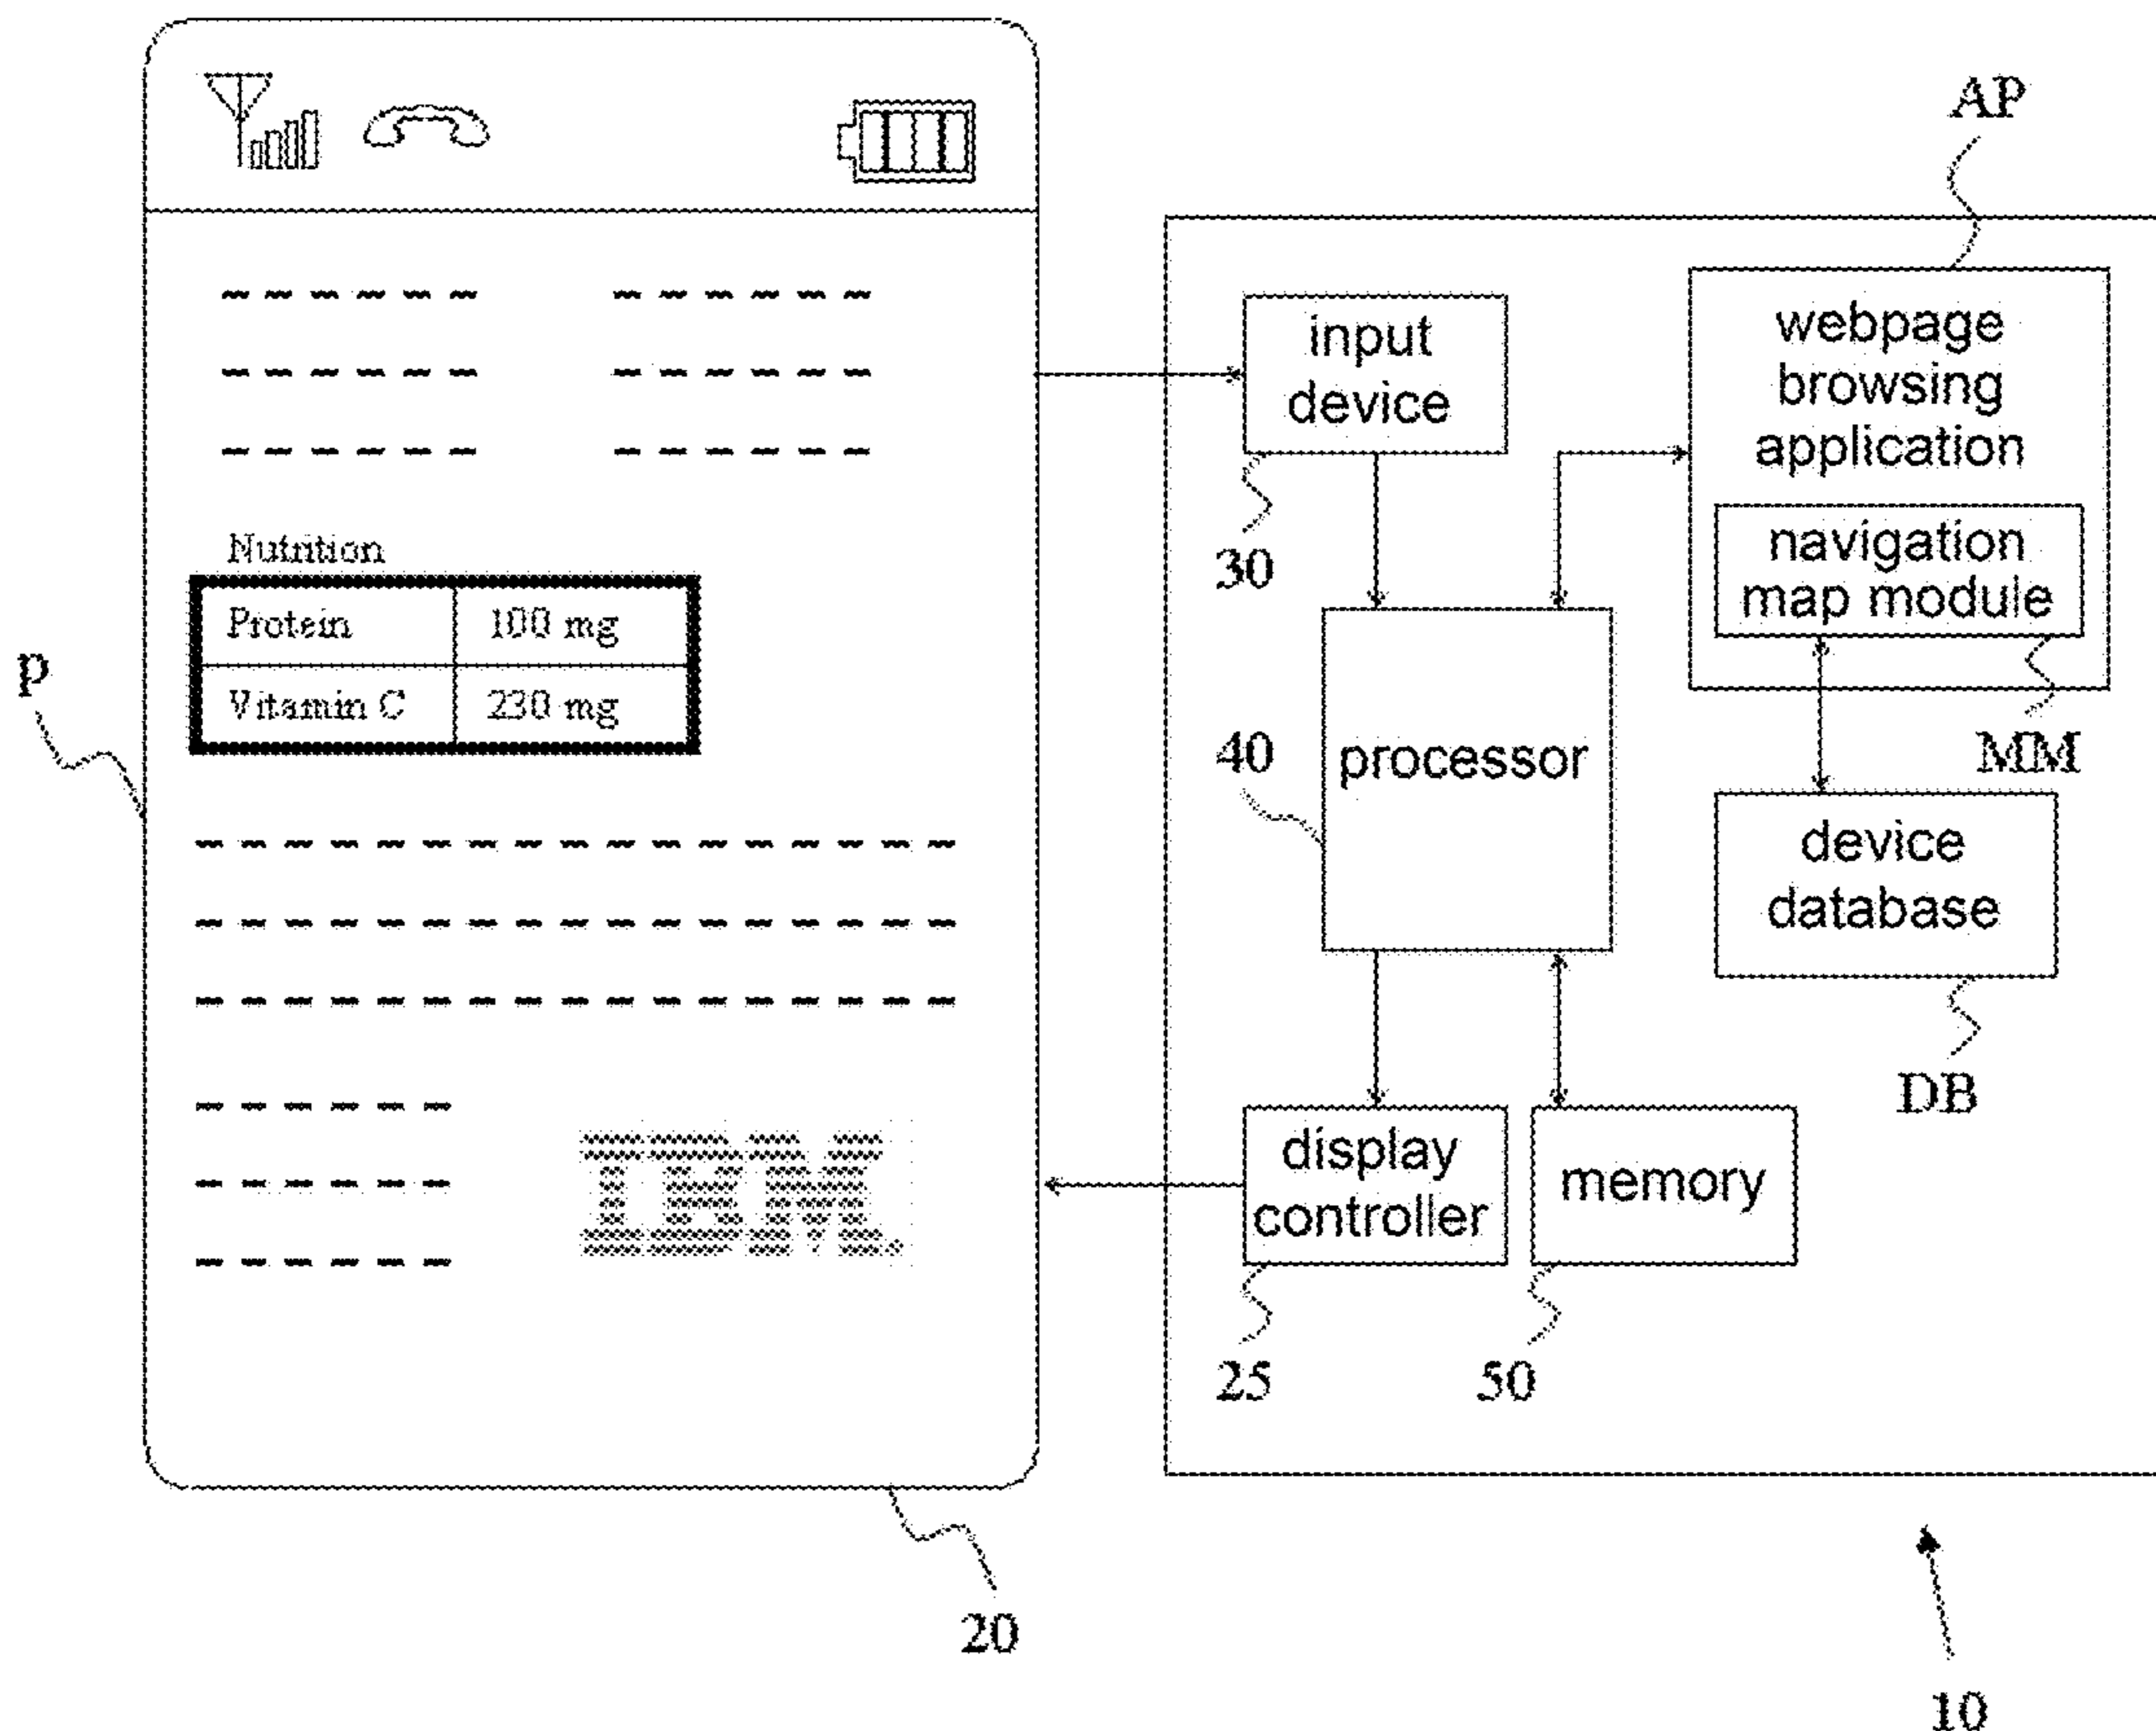 AP
input
device
30
webpage
browsing
application
navigation
map module
MM
Nutrition
Protein 100 mg
Vitamin C 230 mg
p
40
processor
device
database
DB
IBM.
display
controller
25
memory
50
20
10